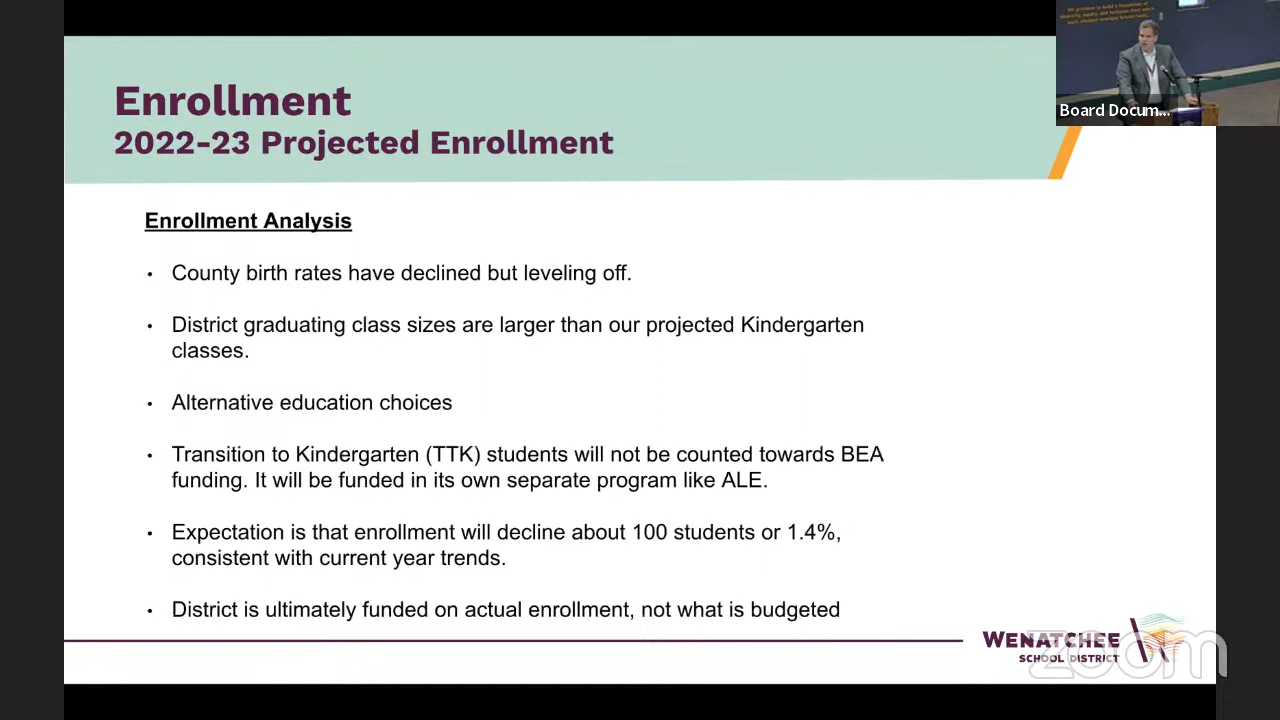 Enrollment
2022-23 Projected Enrollment
Board Docum...
Enrollment Analysis
• County birth rates have declined but leveling off.
• District graduating class sizes are larger than our projected Kindergarten
classes.
• Alternative education choices
• Transition to Kindergarten (TTK) students will not be counted towards BEA
funding. It will be funded in its own separate program like ALE.
• Expectation is that enrollment will decline about 100 students or 1.4%,
consistent with current year trends.
• District is ultimately funded on actual enrollment, not what is budgeted
WENATCHEE
SCHOOL DISTRICT
zoom